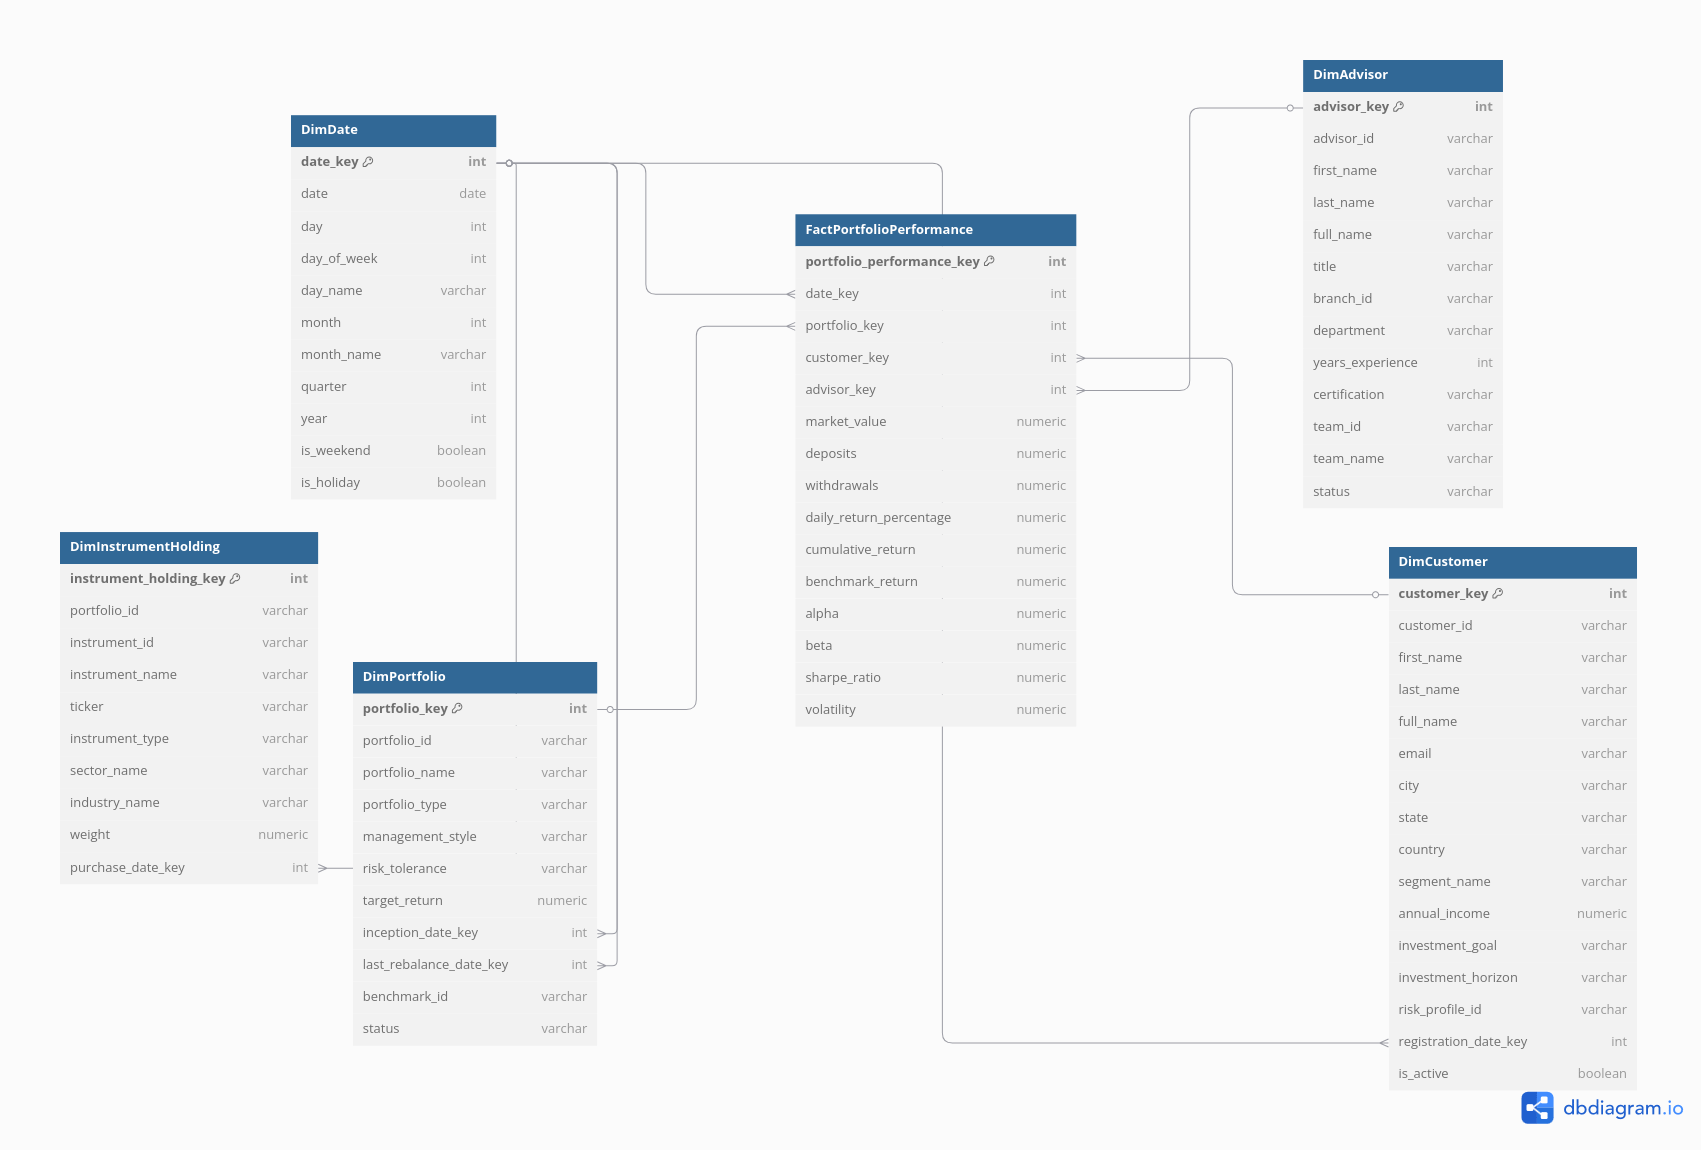 DimDate
date_key int
date date
day int
day_of_week int
day_name varchar
month int
month_name varchar
quarter int
year int
is_weekend boolean
is_holiday boolean
DimInstrumentHolding
instrument_holding_key int
portfolio_id varchar
instrument_id varchar
instrument_name varchar
ticker varchar
instrument_type varchar
sector_name varchar
industry_name varchar
weight numeric
purchase_date_key int
DimPortfolio
portfolio_key int
portfolio_id varchar
portfolio_name varchar
portfolio_type varchar
management_style varchar
risk_tolerance varchar
target_return numeric
inception_date_key int
last_rebalance_date_key int
benchmark_id varchar
status varchar
FactPortfolioPerformance
portfolio_performance_key int
date_key int
portfolio_key int
customer_key int
advisor_key int
market_value numeric
deposits numeric
withdrawals numeric
daily_return_percentage numeric
cumulative_return numeric
benchmark_return numeric
alpha numeric
beta numeric
sharpe_ratio numeric
volatility numeric
DimAdvisor
advisor_key int
advisor_id varchar
first_name varchar
last_name varchar
full_name varchar
title varchar
branch_id varchar
department varchar
years_experience int
certification varchar
team_id varchar
team_name varchar
status varchar
DimCustomer
customer_key int
customer_id varchar
first_name varchar
last_name varchar
full_name varchar
email varchar
city varchar
state varchar
country varchar
segment_name varchar
annual_income numeric
investment_goal varchar
investment_horizon varchar
risk_profile_id varchar
registration_date_key int
is_active boolean
dbdiagram.io